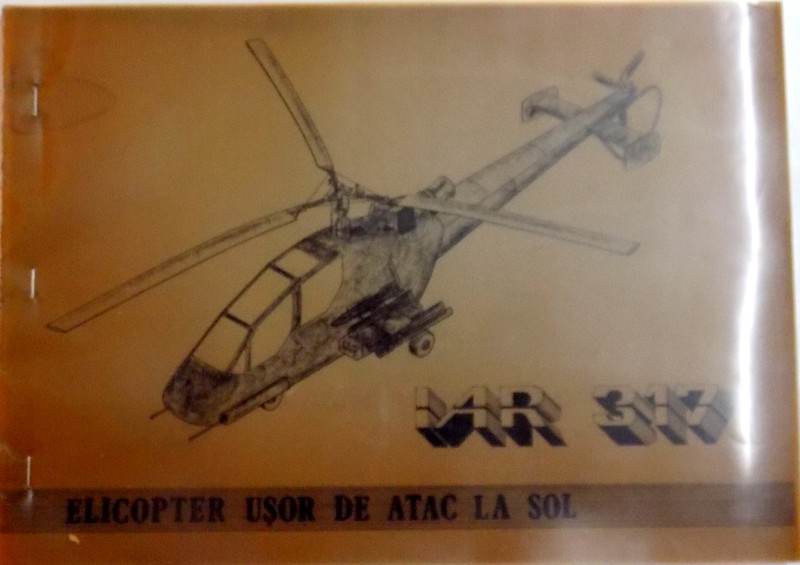 IAR 317
ELICOPTER UȘOR DE ATAC LA SOL